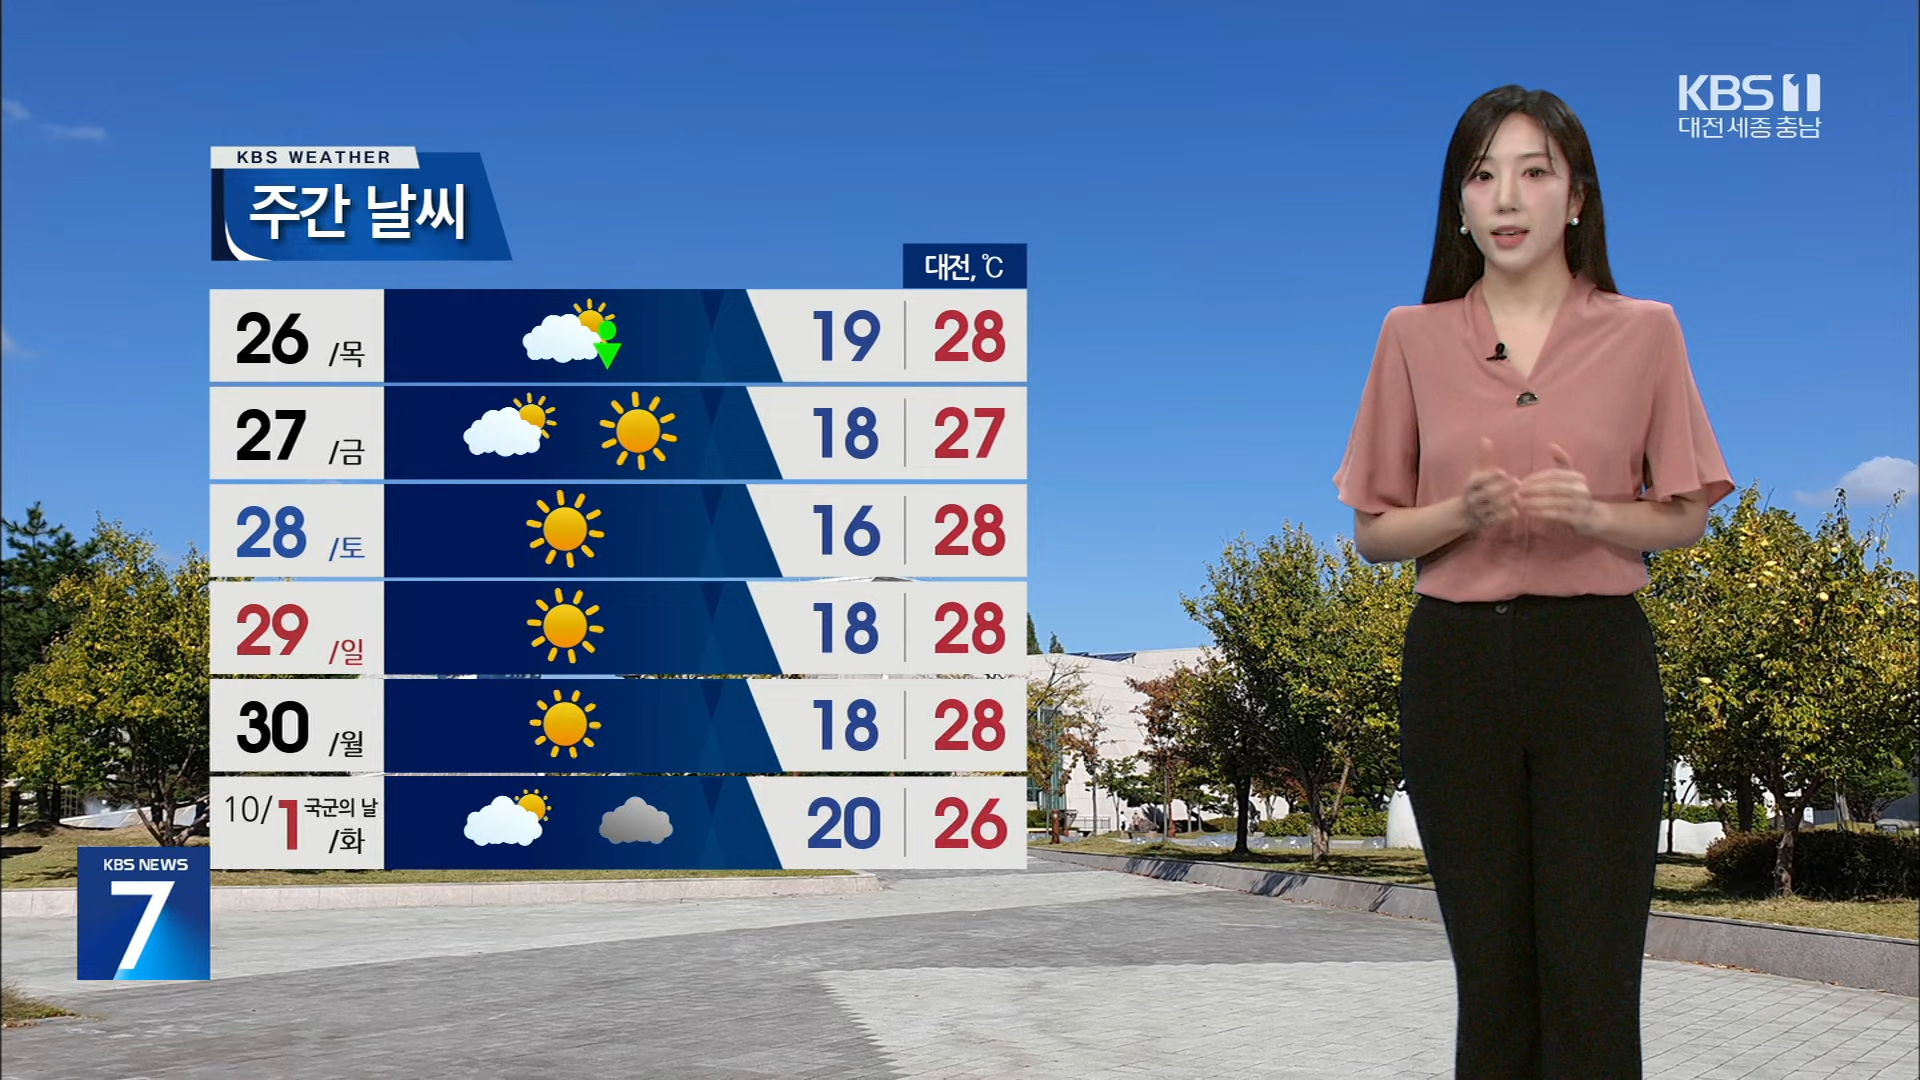 KBS 1
대전 세종 충남
KBS WEATHER
주간 날씨
대전, ℃
26 /목 19 28
27 /금 18 27
28 /토 16 28
29 /일 18 28
30 /월 18 28
10/1 국군의 날 /화 20 26
KBS NEWS
7